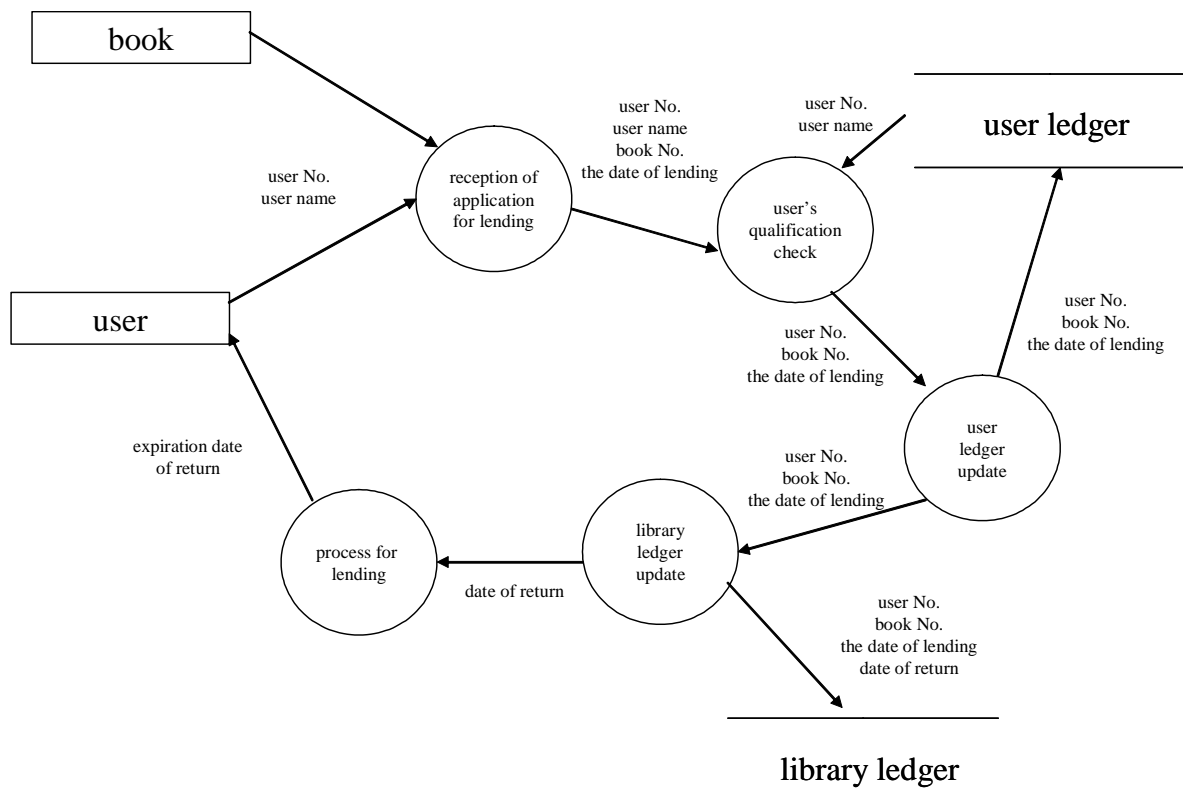 book
user ledger
user No.
user name
book No.
the date of lending
user No.
user name
reception of
application
for lending
user No.
user name
user's
qualification
check
user
user No.
book No.
the date of lending
user No.
book No.
the date of lending
user
ledger
update
expiration date
of return
user No.
book No.
the date of lending
library
ledger
update
process for
lending
date of return
user No.
book No.
the date of lending
date of return
library ledger